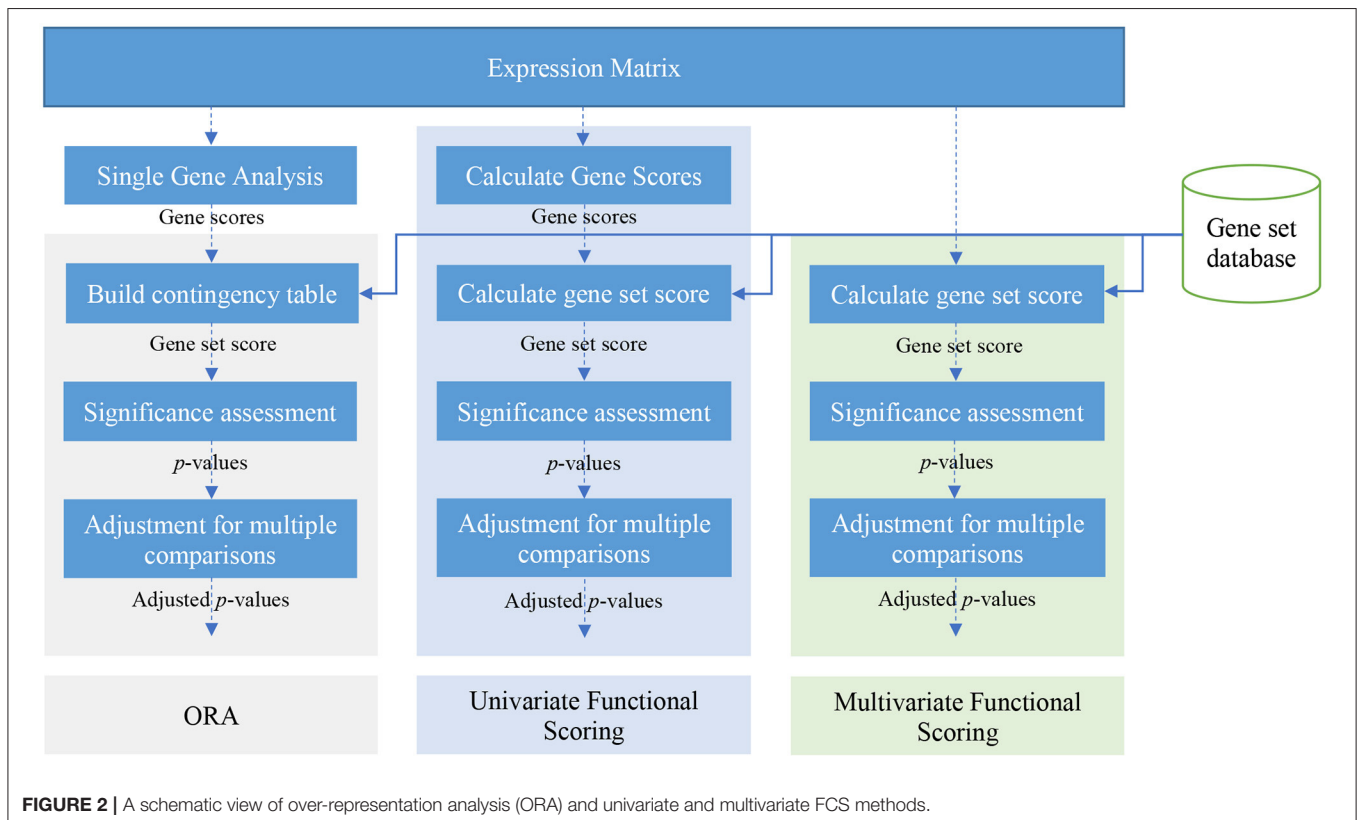 Expression Matrix
Single Gene Analysis
Gene scores
Build contingency table
Gene set score
Significance assessment
p-values
Adjustment for multiple
comparisons
Adjusted p-values
ORA
Calculate Gene Scores
Gene scores
Calculate gene set score
Gene set score
Significance assessment
p-values
Adjustment for multiple
comparisons
Adjusted p-values
Univariate Functional
Scoring
Calculate gene set score
Gene set score
Significance assessment
p-values
Adjustment for multiple
comparisons
Adjusted p-values
Multivariate Functional
Scoring
Gene set
database
FIGURE 2 | A schematic view of over-representation analysis (ORA) and univariate and multivariate FCS methods.